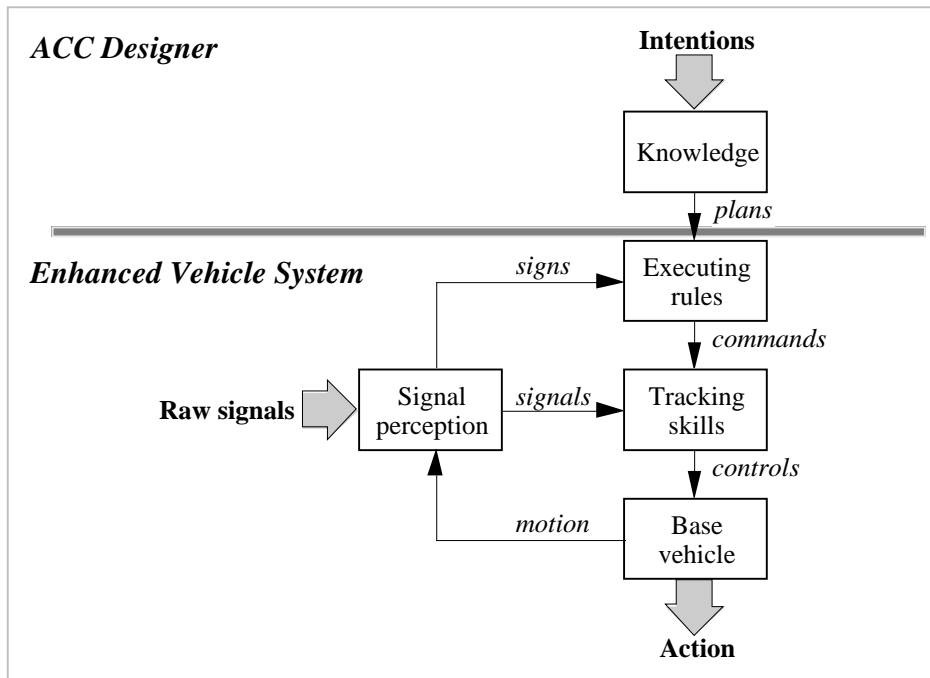 ACC Designer
Intentions
Knowledge
plans
Enhanced Vehicle System
signs
Executing
rules
commands
Raw signals
Signal
perception
signals
Tracking
skills
controls
motion
Base
vehicle
Action